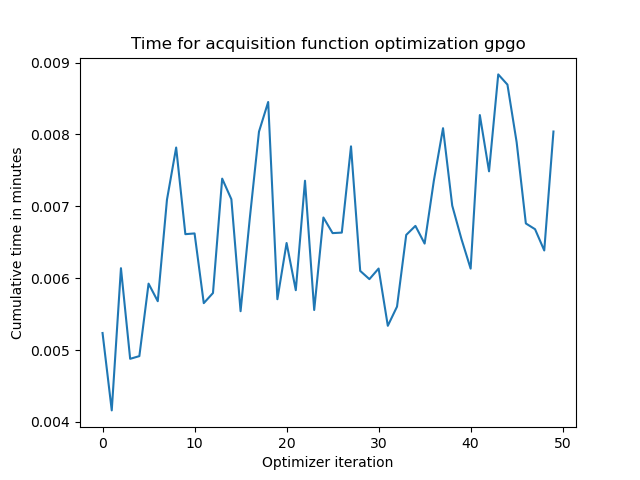 Time for acquisition function optimization gpgo
0.009
0.008
0.007
0.006
0.005
0.004
Cumulative time in minutes
0 10 20 30 40 50
Optimizer iteration